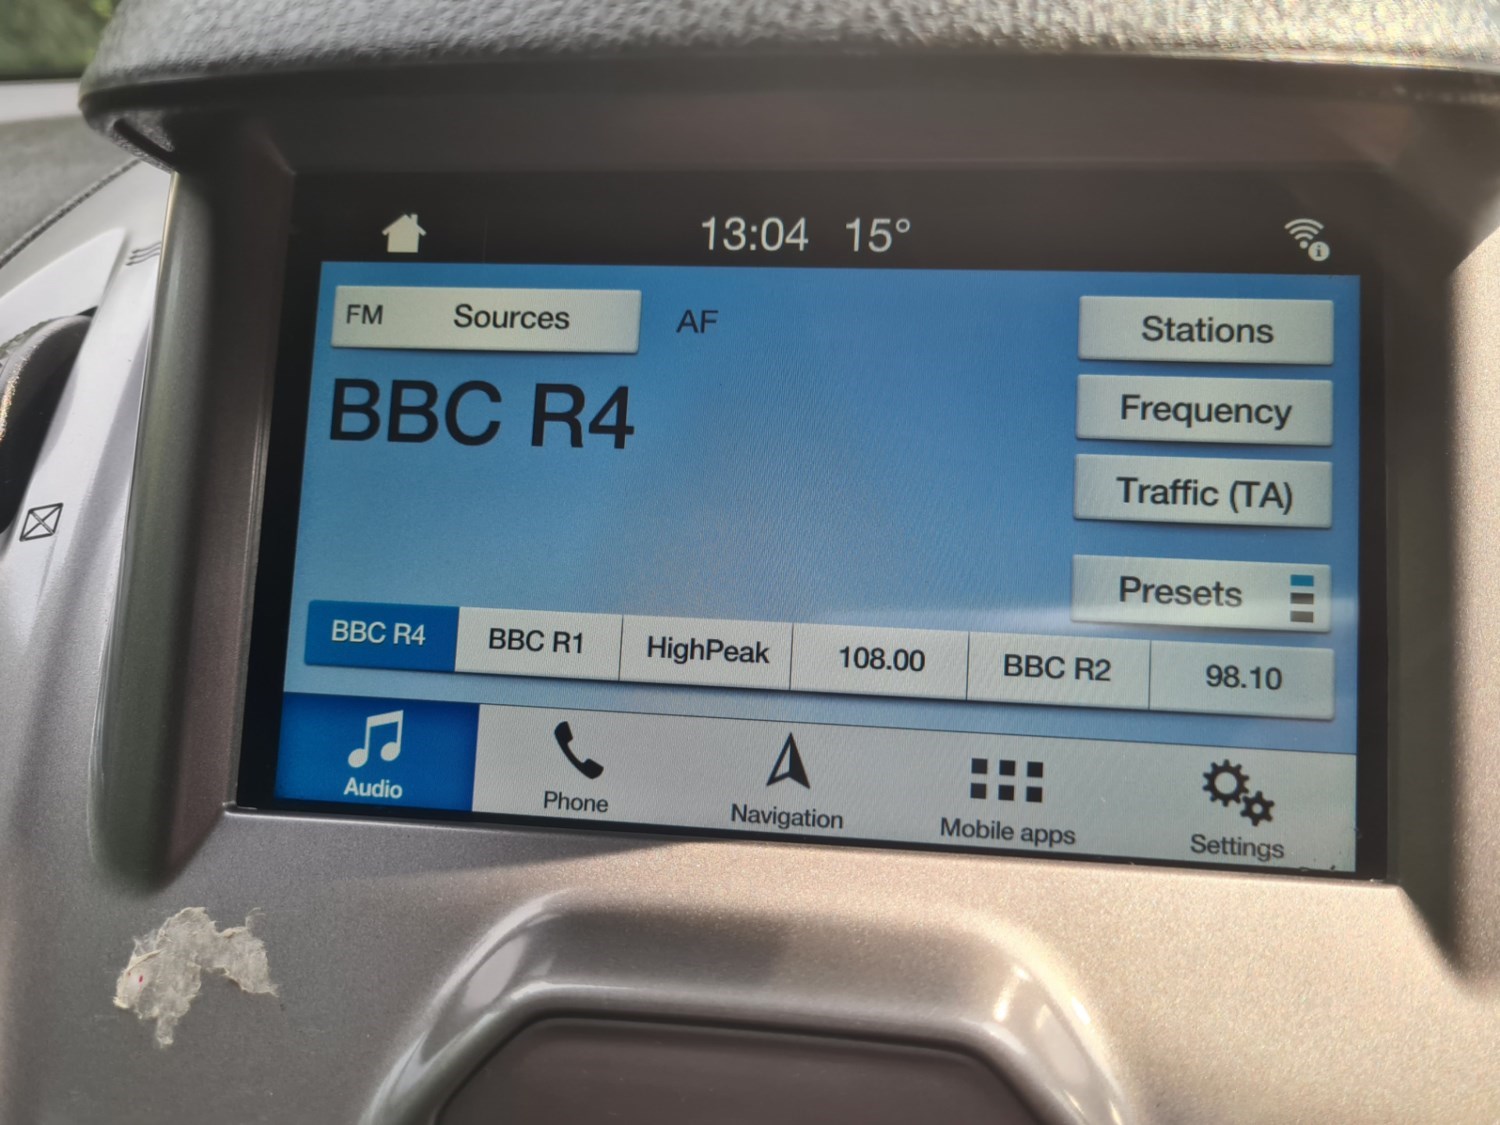 13:04 15°
FM Sources AF Stations
BBC R4
Frequency
Traffic (TA)
Presets
BBC R4 BBC R1 HighPeak 108.00 BBC R2 98.10
Audio Phone Navigation Mobile apps Settings